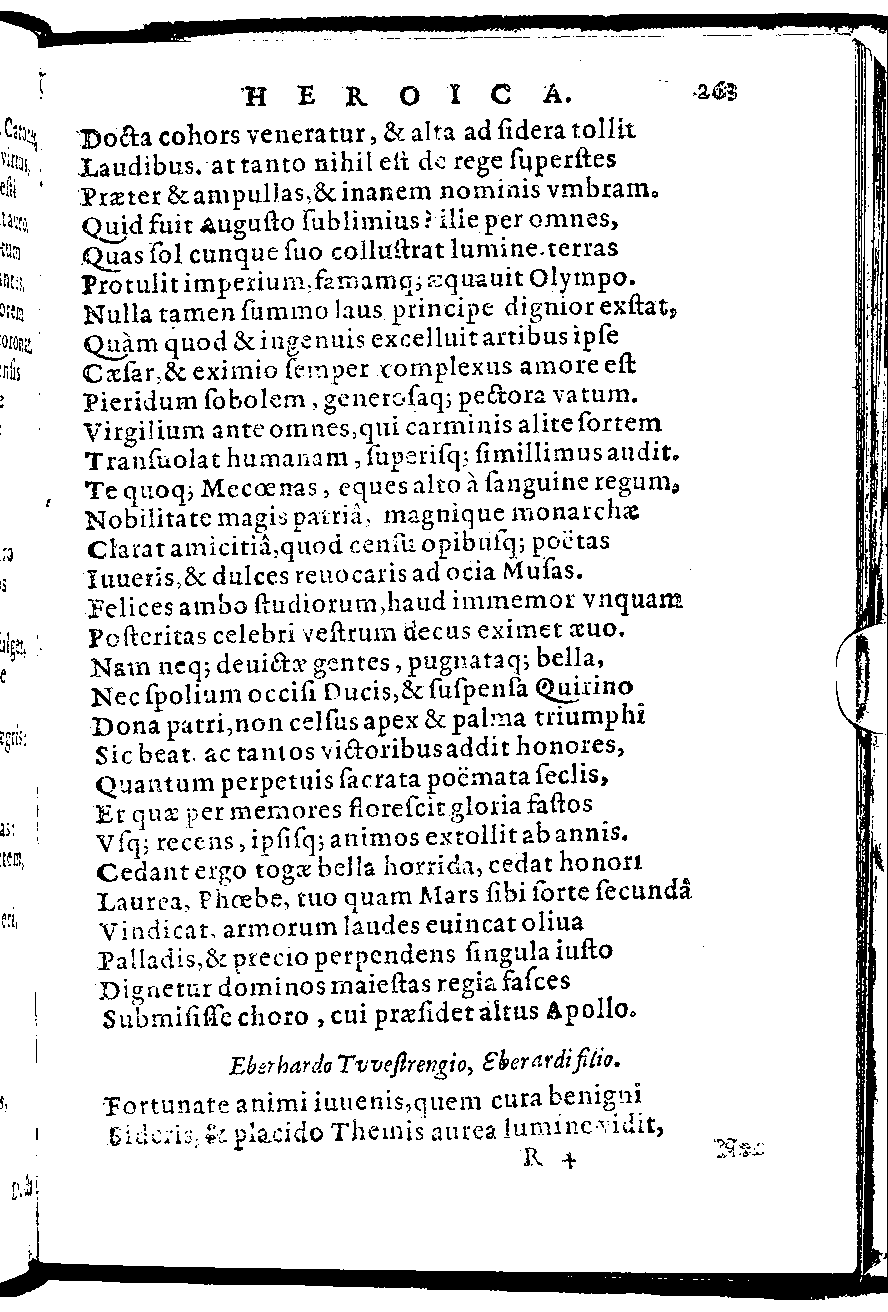 HEROICA. 263
Docta cohors veneratur, & alta ad ſidera tollit
Laudibus. at tanto nihil eſt de rege ſuperſtes
Præter & ampullas, & inanem nominis vmbram.
Quid fuit Auguſto ſublimius? ille per omnes,
Quas ſol cunque ſuo colluſtrat lumine terras
Protulit imperium, famamq; æquauit Olympo.
Nulla tamen ſummo laus principe dignior exſtat,
Quàm quod & ingenuis excelluit artibus ipſe
Cæſar, & eximio ſemper complexus amore eſt
Pieridum ſobolem, generoſaq; pectora vatum.
Virgilium ante omnes, qui carminis alite ſortem
Tranſuolat humanam, ſuperiſq; ſimillimus audit.
Te quoq; Mecœnas, eques alto à ſanguine regum,
Nobilitate magis patriâ, magnique monarchæ
Clarat amicitiâ, quod cenſu opibuſq; poëtas
Iuueris, & dulces reuocaris ad ocia Muſas.
Felices ambo ſtudiorum, haud immemor vnquam
Poſteritas celebri veſtrum decus eximet æuo.
Nam neq; deuictæ gentes, pugnataq; bella,
Nec ſpolium occiſi Ducis, & ſuſpenſa Quirino
Dona patri, non celſus apex & palma triumphi
Sic beat. ac tantos victoribus addit honores,
Quantum perpetuis ſacrata poëmata ſeclis,
Et quæ per memores floreſcit gloria faſtos
Vſq; recens, ipſiſq; animos extollit ab annis.
Cedant ergo togæ bella horrida, cedat honori
Laurea, Phœbe, tuo quam Mars ſibi ſorte ſecundâ
Vindicat. armorum laudes euincat oliua
Palladis, & precio perpendens ſingula iuſto
Dignetur dominos maieſtas regia faſces
Submiſiſſe choro, cui præſidet altus Apollo.
Eberhardo Tvveſtrengio, Eberardi filio.
Fortunate animi iuuenis, quem cura benigni
Sideris, & placido Themis aurea lumine vidit,
R 4